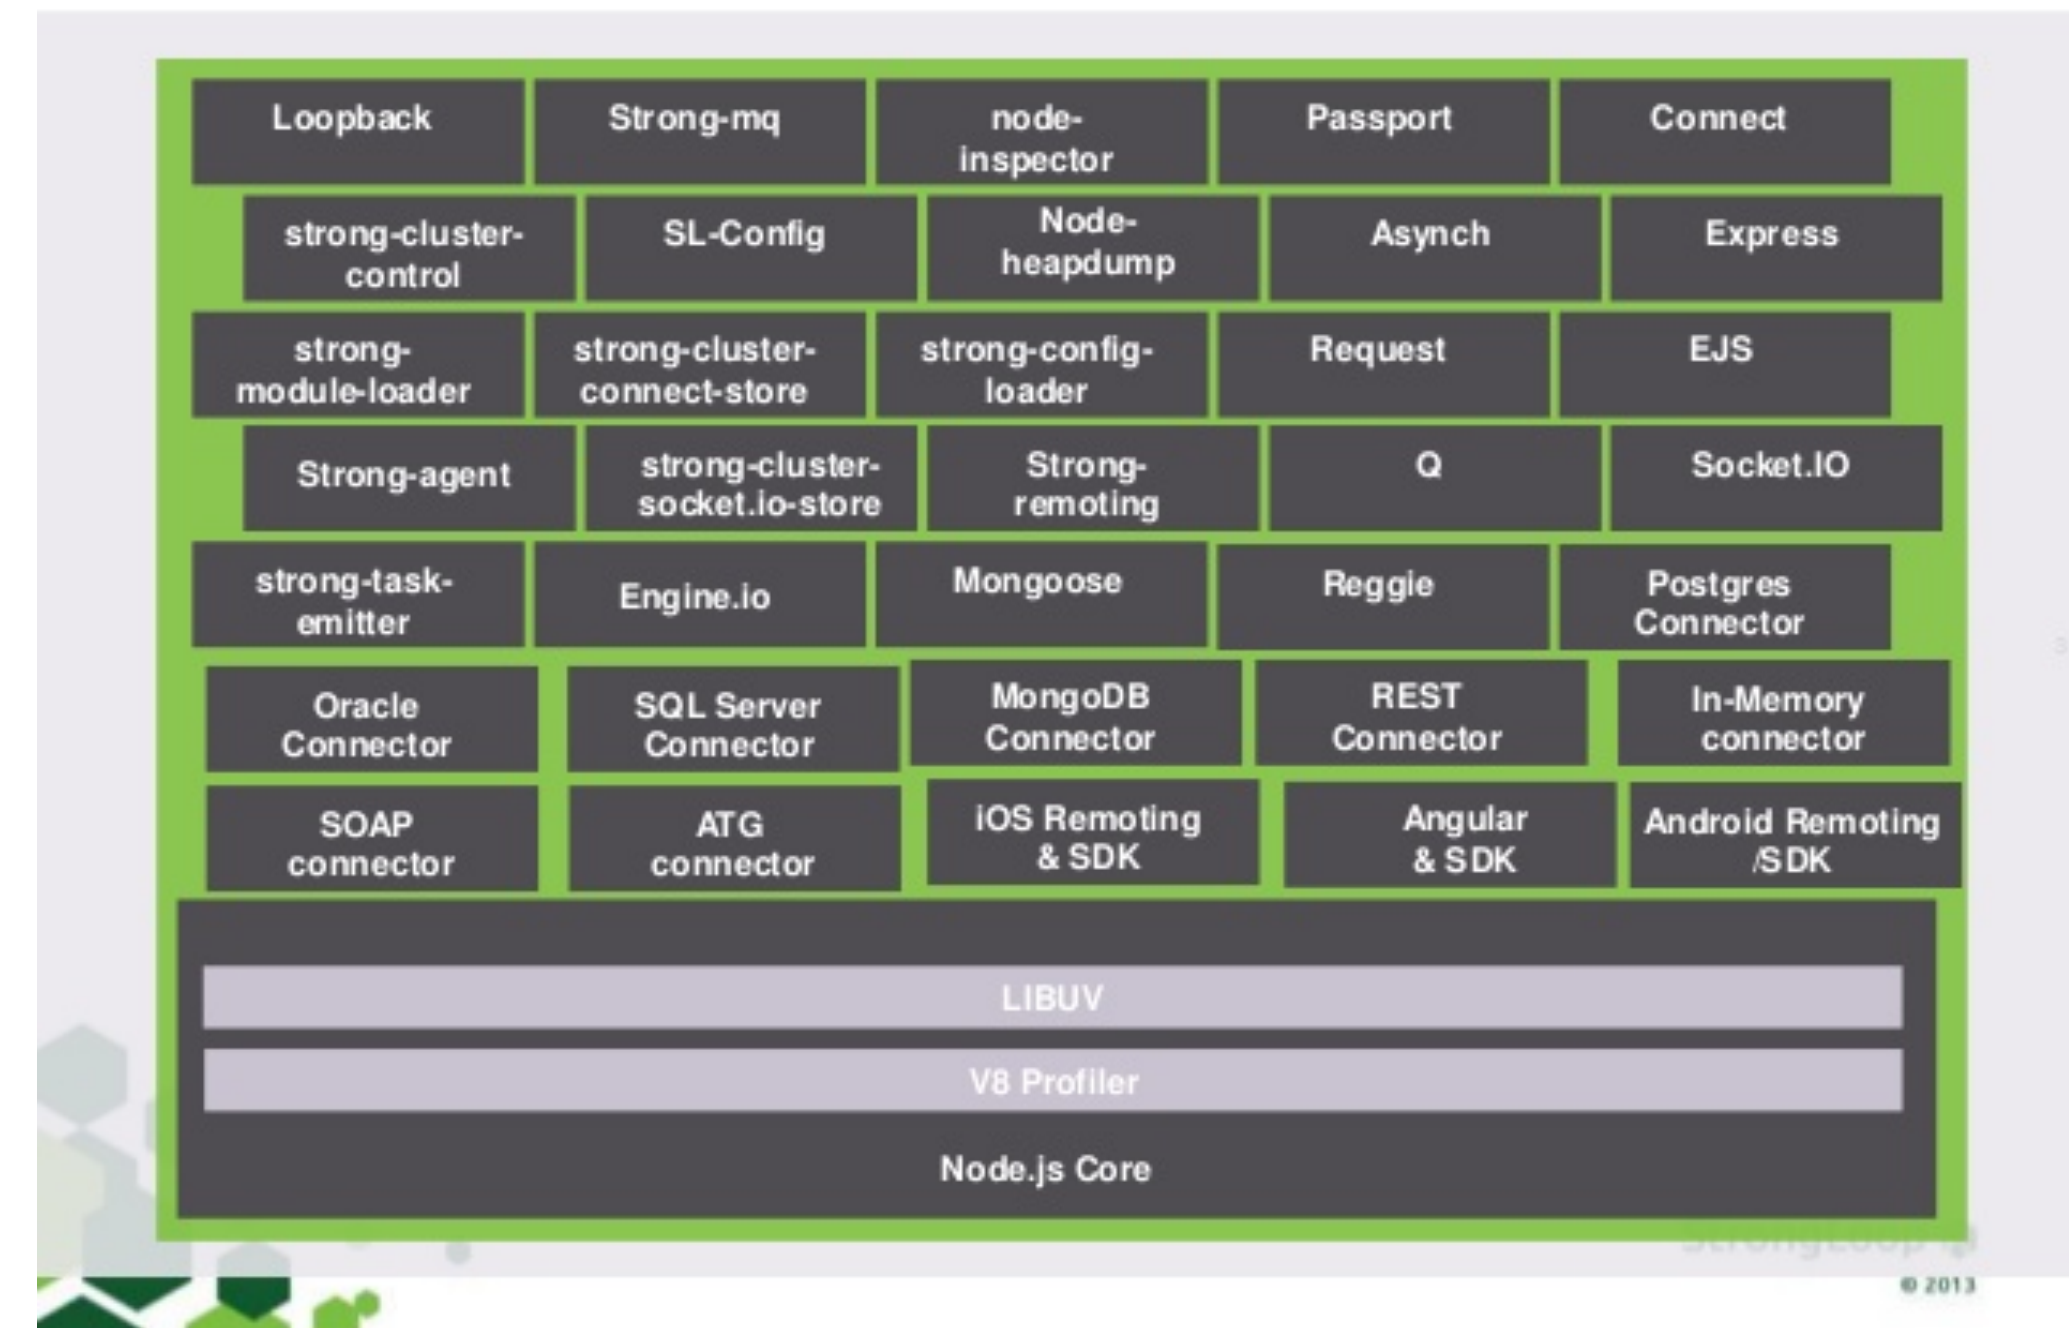 Loopback
Strong-mq
node-
inspector
Passport
Connect
strong-cluster-
control
SL-Config
Node-
heapdump
Asynch
Express
strong-
module-loader
strong-cluster-
connect-store
strong-config-
loader
Request
EJS
Strong-agent
strong-cluster-
socket.io-store
Strong-
remoting
Q
Socket.IO
strong-task-
emitter
Engine.io
Mongoose
Reggie
Postgres
Connector
Oracle
Connector
SQL Server
Connector
MongoDB
Connector
REST
Connector
In-Memory
connector
SOAP
connector
ATG
connector
iOS Remoting
& SDK
Angular
& SDK
Android Remoting
/SDK
LIBUV
V8 Profiler
Node.js Core
StrongLoop
© 2013